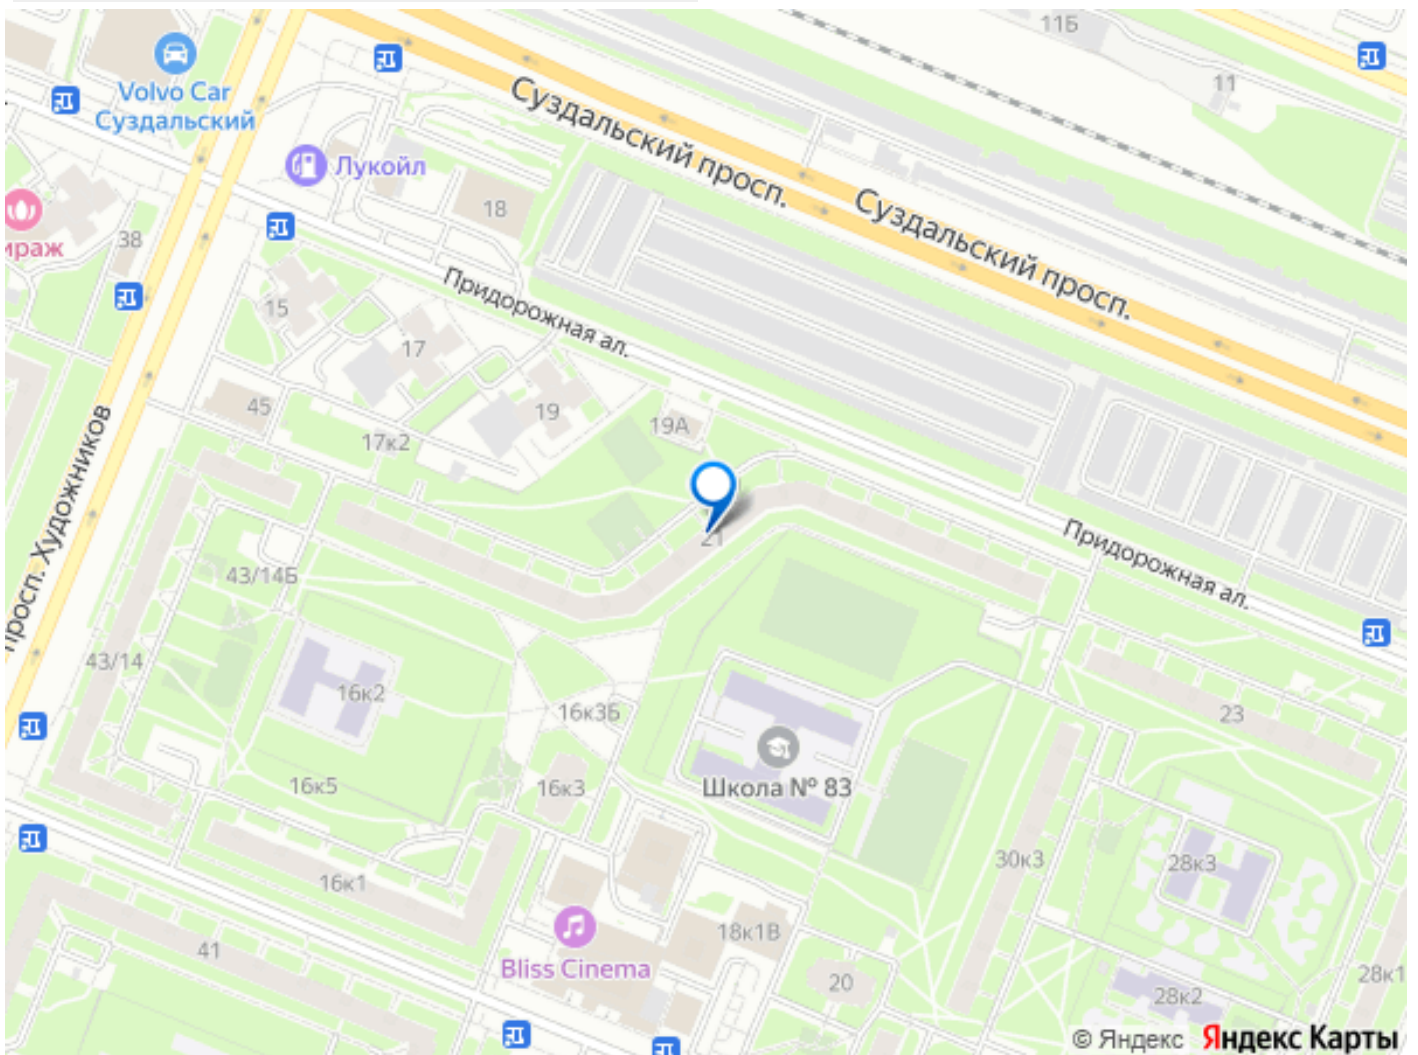 11Б
11
Volvo Car
Суздальский
Суздальский просп.
Лукойл
18
Суздальский просп.
38
ираж
15
Придорожная ал.
17
19
45
19А
17к2
просп. Художников
21
Придорожная ал.
43/14Б
43/14
16к2
16к3Б
23
16к5
16к3
Школа № 83
30к3
28к3
16к1
18к1В
41
Bliss Cinema
20
28к1
28к2
© Яндекс Яндекс Карты